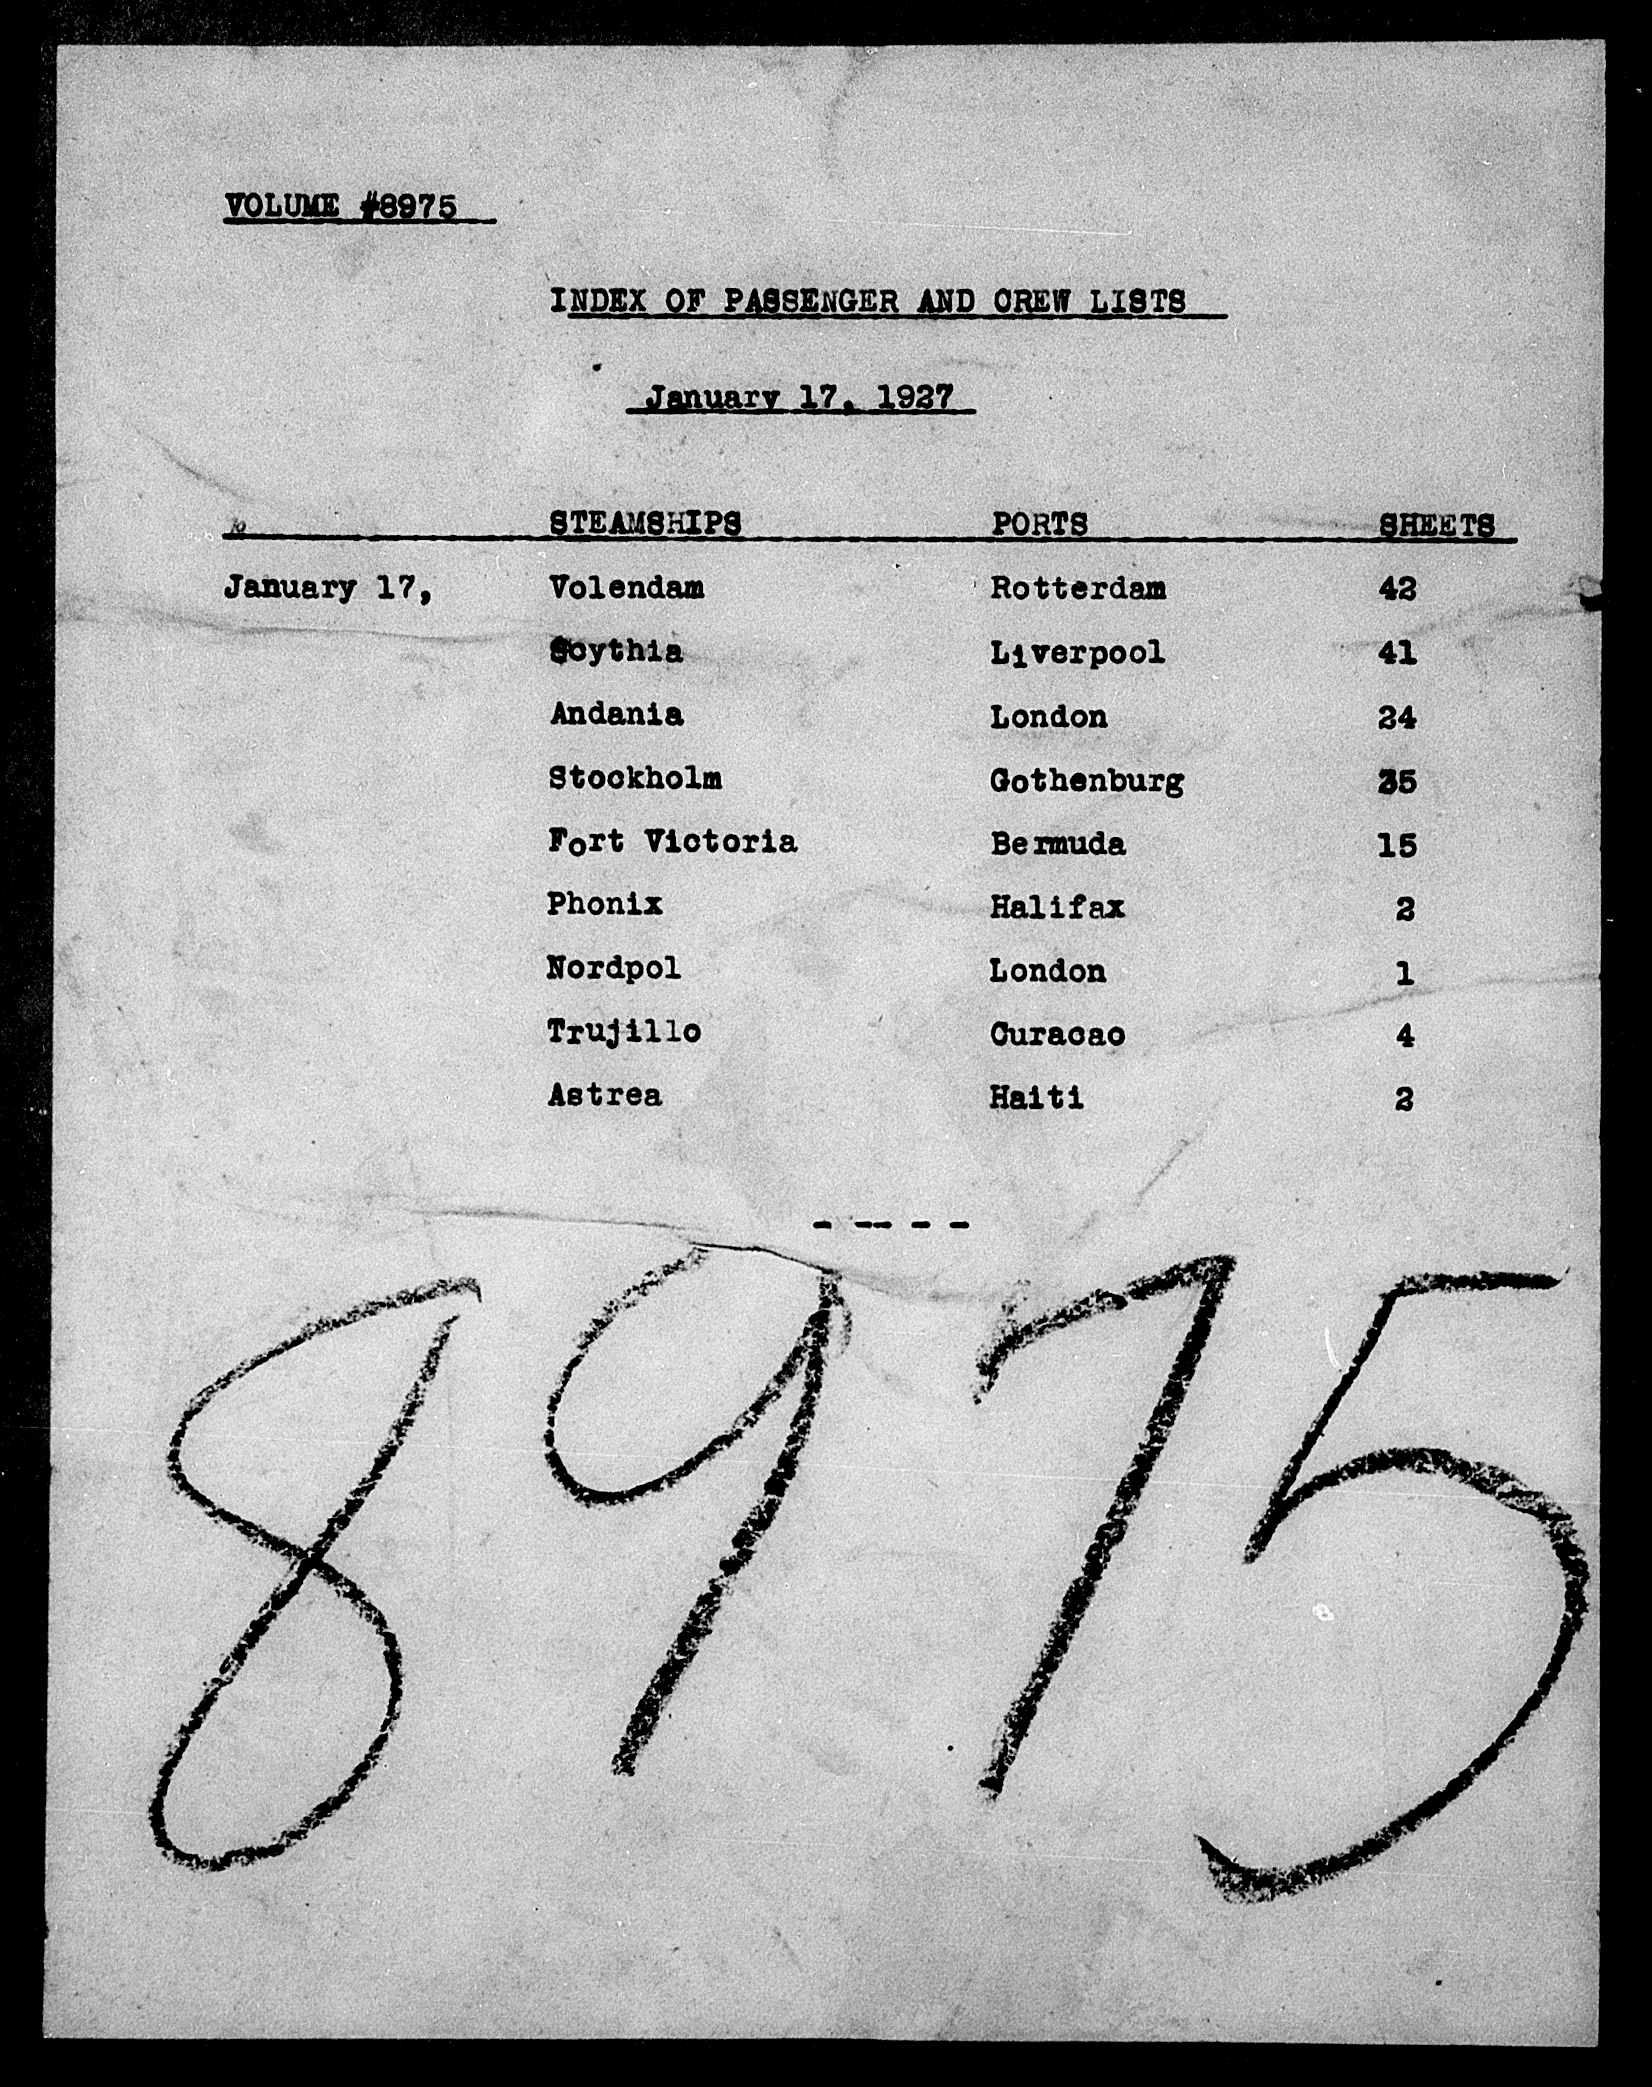 VOLUME #8975
INDEX OF PASSENGER AND CREW LISTS
January 17, 1927
STEAMSHIPS PORTS SHEETS
January 17, Volendam Rotterdam 42
Scythia Liverpool 41
Andania London 24
Stockholm Gothenburg 35
Fort Victoria Bermuda 15
Phonix Halifax 2
Nordpol London 1
Trujillo Curacao 4
Astrea Haiti 2
- -- - -
8975